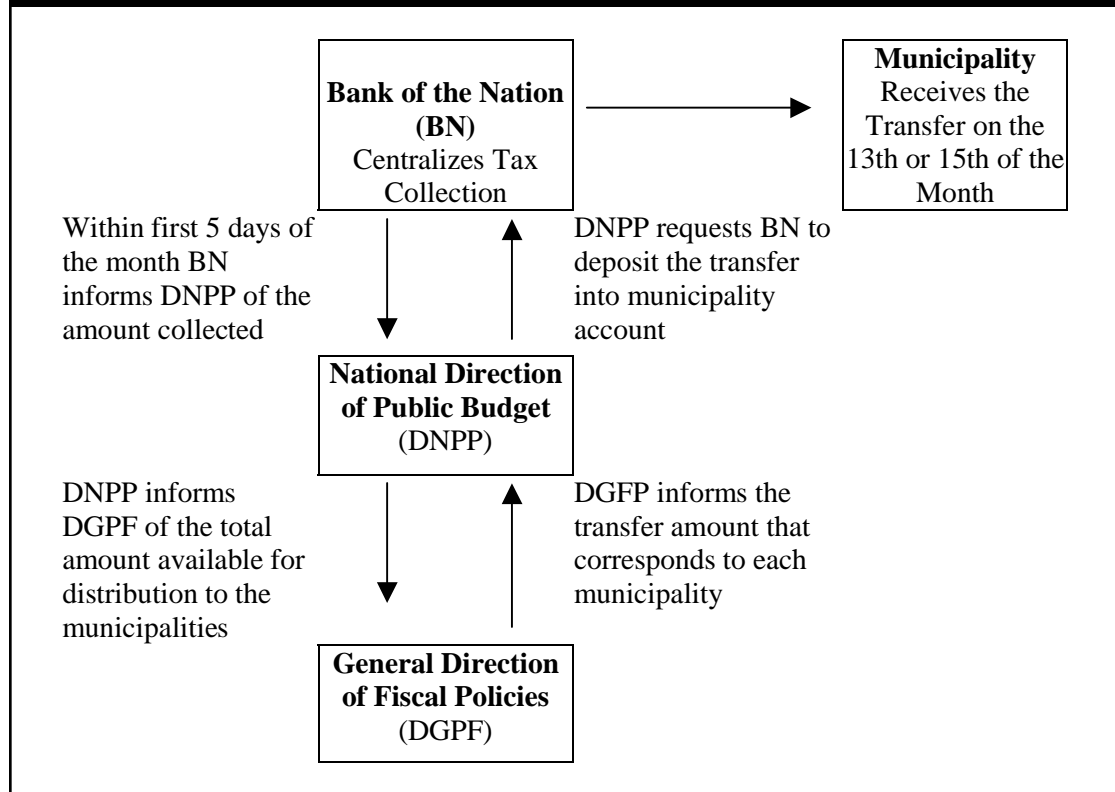 Bank of the Nation
(BN)
Centralizes Tax
Collection
Municipality
Receives the
Transfer on the
13th or 15th of the
Month
Within first 5 days of
the month BN
informs DNPP of the
amount collected
DNPP requests BN to
deposit the transfer
into municipality
account
National Direction
of Public Budget
(DNPP)
DNPP informs
DGPF of the total
amount available for
distribution to the
municipalities
DGFP informs the
transfer amount that
corresponds to each
municipality
General Direction
of Fiscal Policies
(DGPF)